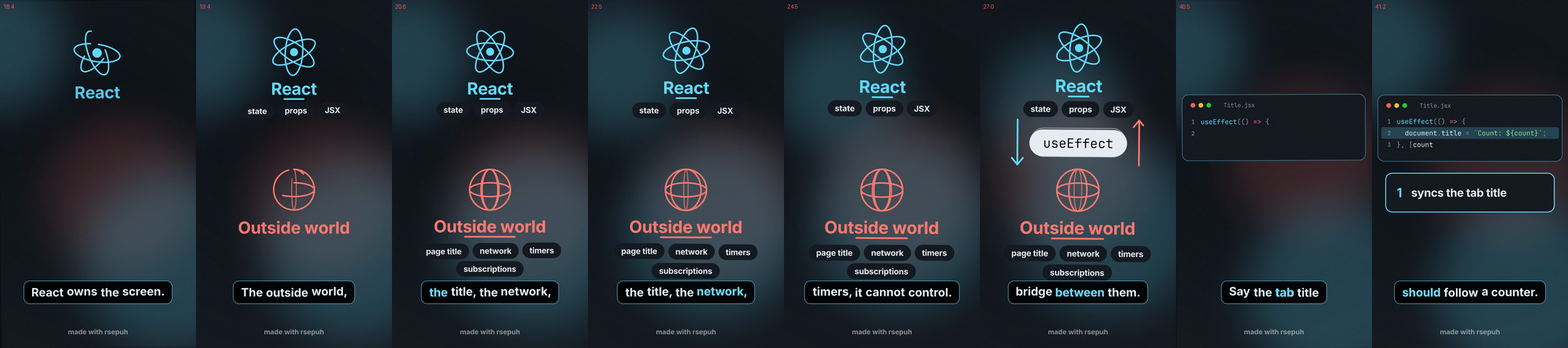 18.4
React
React owns the screen.
made with rsepuh
19.4
React
state props JSX
Outside world
The outside world,
made with rsepuh
20.6
React
state props JSX
Outside world
page title network timers
subscriptions
the title, the network,
made with rsepuh
22.5
React
state props JSX
Outside world
page title network timers
subscriptions
the title, the network,
made with rsepuh
24.5
React
state props JSX
Outside world
page title network timers
subscriptions
timers, it cannot control.
made with rsepuh
27.0
React
state props JSX
useEffect
Outside world
page title network timers
subscriptions
bridge between them.
made with rsepuh
40.5
Title.jsx
1 useEffect(() => {
2
Say the tab title
made with rsepuh
41.2
Title.jsx
1 useEffect(() => {
2 document.title = `Count: ${count}`;
3 }, [count
1 syncs the tab title
should follow a counter.
made with rsepuh